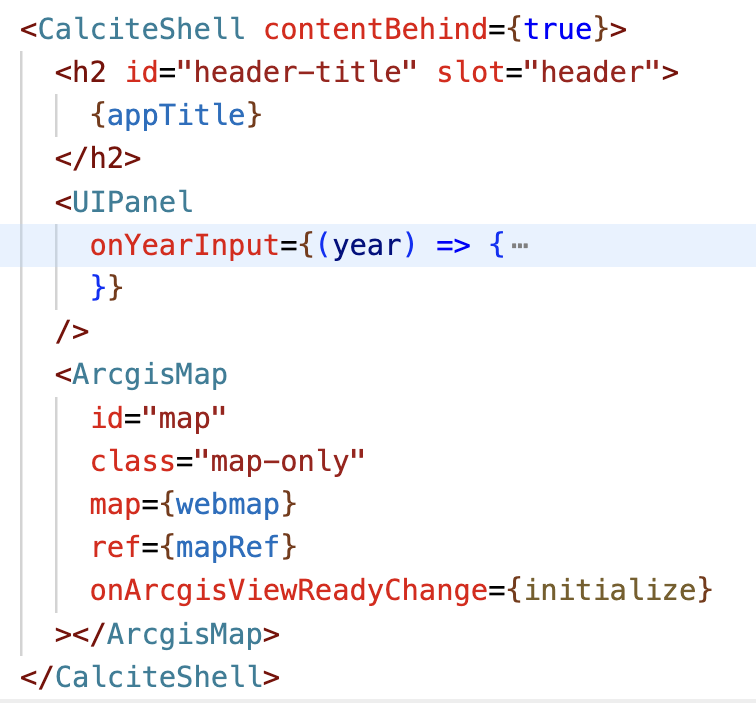 <CalciteShell contentBehind={true}>
<h2 id="header-title" slot="header">
{appTitle}
</h2>
<UIPanel
onYearInput={(year) => {⋯
}}
/>
<ArcgisMap
id="map"
class="map-only"
map={webmap}
ref={mapRef}
onArcgisViewReadyChange={initialize}
></ArcgisMap>
</CalciteShell>